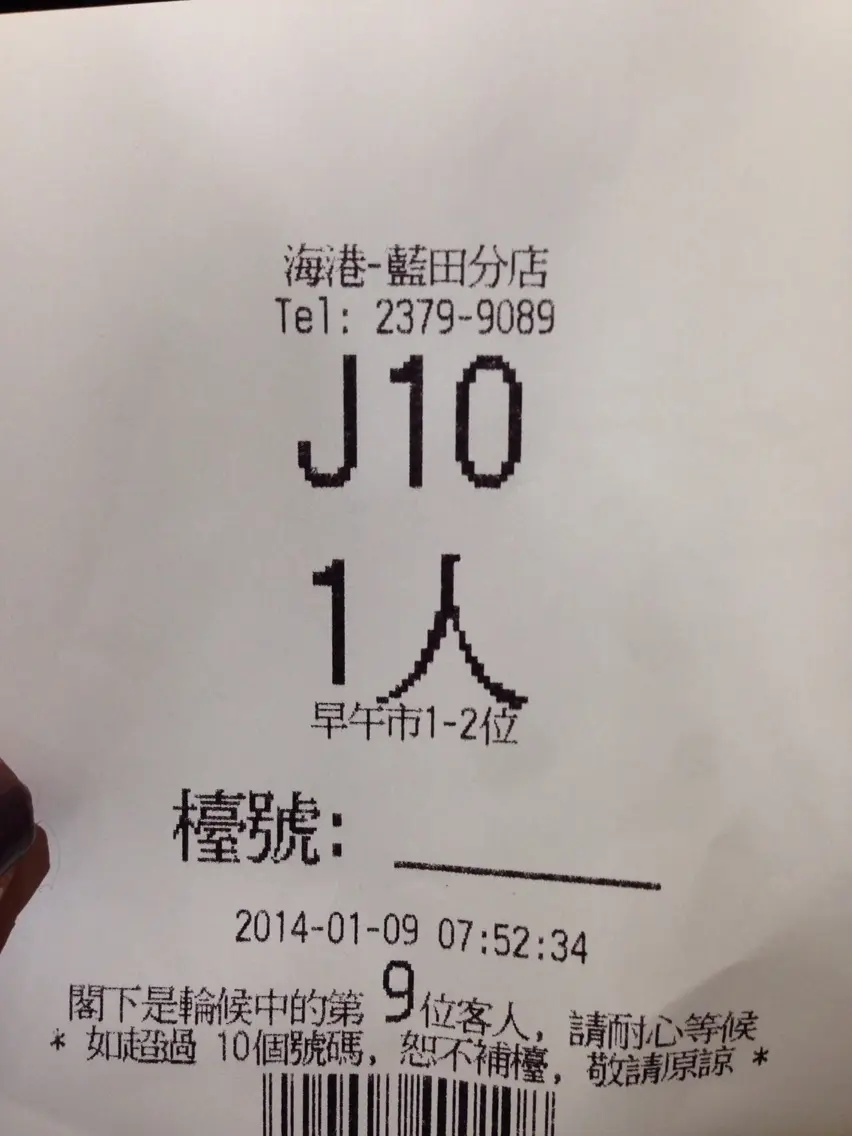 海港-藍田分店
Tel: 2379-9089
J10
1人
早午市1-2位
檯號:
2014-01-09 07:52:34
閣下是輪候中的第 9位客人, 請耐心等候
* 如超過 10個號碼, 恕不補檯, 敬請原諒 *